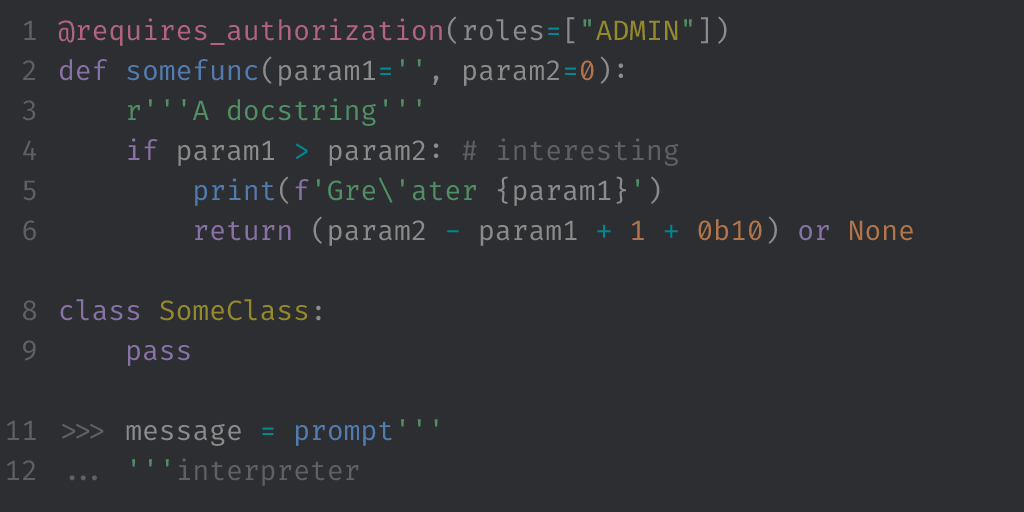 1 @requires_authorization(roles=["ADMIN"])
2 def somefunc(param1='', param2=0):
3     r'''A docstring'''
4     if param1 > param2: # interesting
5         print(f'Gre\'ater {param1}')
6         return (param2 - param1 + 1 + 0b10) or None
8 class SomeClass:
9     pass
11 >>> message = prompt'''
12 ... '''interpreter